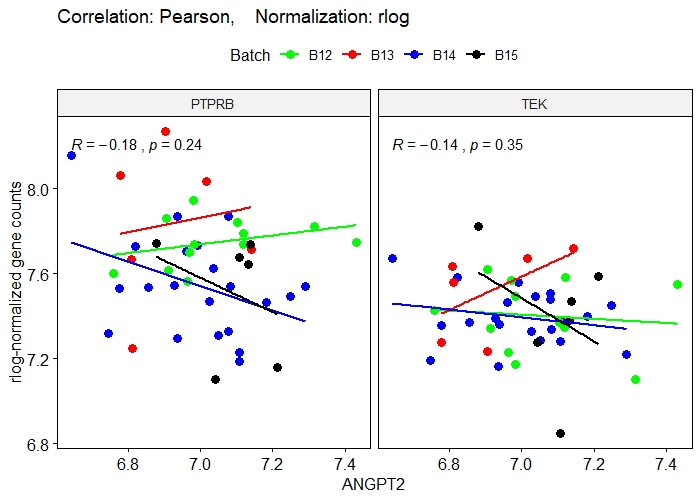 Correlation: Pearson,    Normalization: rlog
Batch B12 B13 B14 B15
PTPRB TEK
R = −0.18 , p = 0.24 R = −0.14 , p = 0.35
rlog-normalized gene counts
8.0
7.6
7.2
6.8
6.8 7.0 7.2 7.4 6.8 7.0 7.2 7.4
ANGPT2